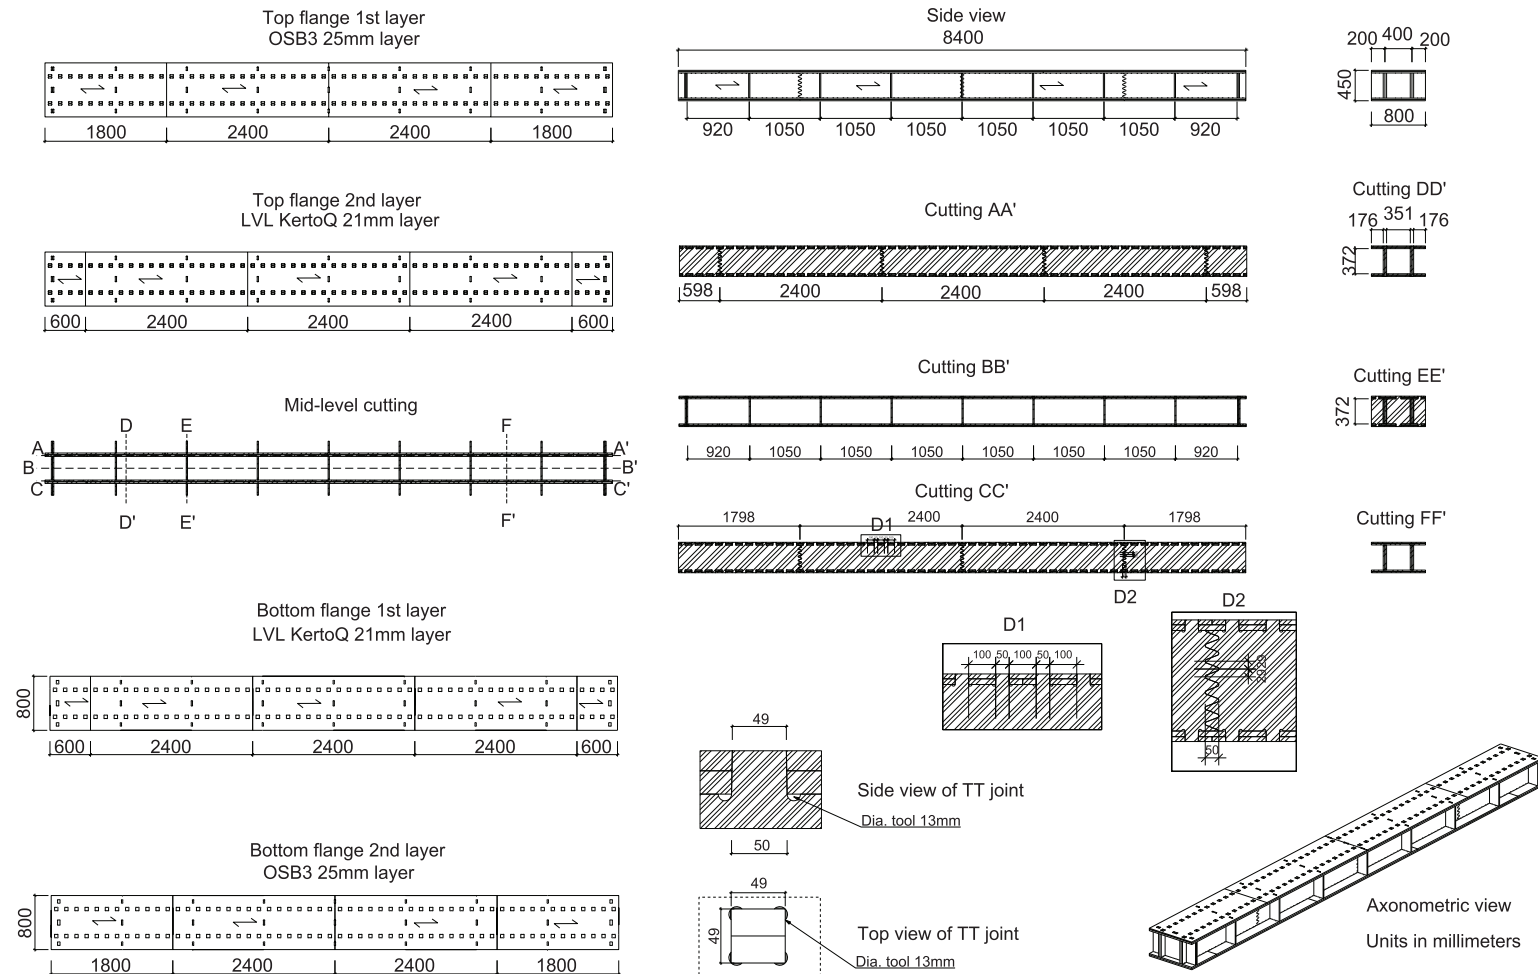 Top flange 1st layer
OSB3 25mm layer
1800
2400
2400
1800
Top flange 2nd layer
LVL KertoQ 21mm layer
600
2400
2400
2400
600
Mid-level cutting
D
E
F
A
A'
B
B'
C
C'
D'
E'
F'
Bottom flange 1st layer
LVL KertoQ 21mm layer
800
600
2400
2400
2400
600
Bottom flange 2nd layer
OSB3 25mm layer
800
1800
2400
2400
1800
Side view
8400
920
1050
1050
1050
1050
1050
1050
920
Cutting AA'
598
2400
2400
2400
598
Cutting BB'
920
1050
1050
1050
1050
1050
1050
920
Cutting CC'
1798
2400
2400
1798
D1
D2
D1
100
50
100
50
100
D2
29
29
50
49
Side view of TT joint
Dia. tool 13mm
50
49
49
Top view of TT joint
Dia. tool 13mm
200
400
200
450
800
Cutting DD'
176
351
176
372
Cutting EE'
372
Cutting FF'
Axonometric view
Units in millimeters